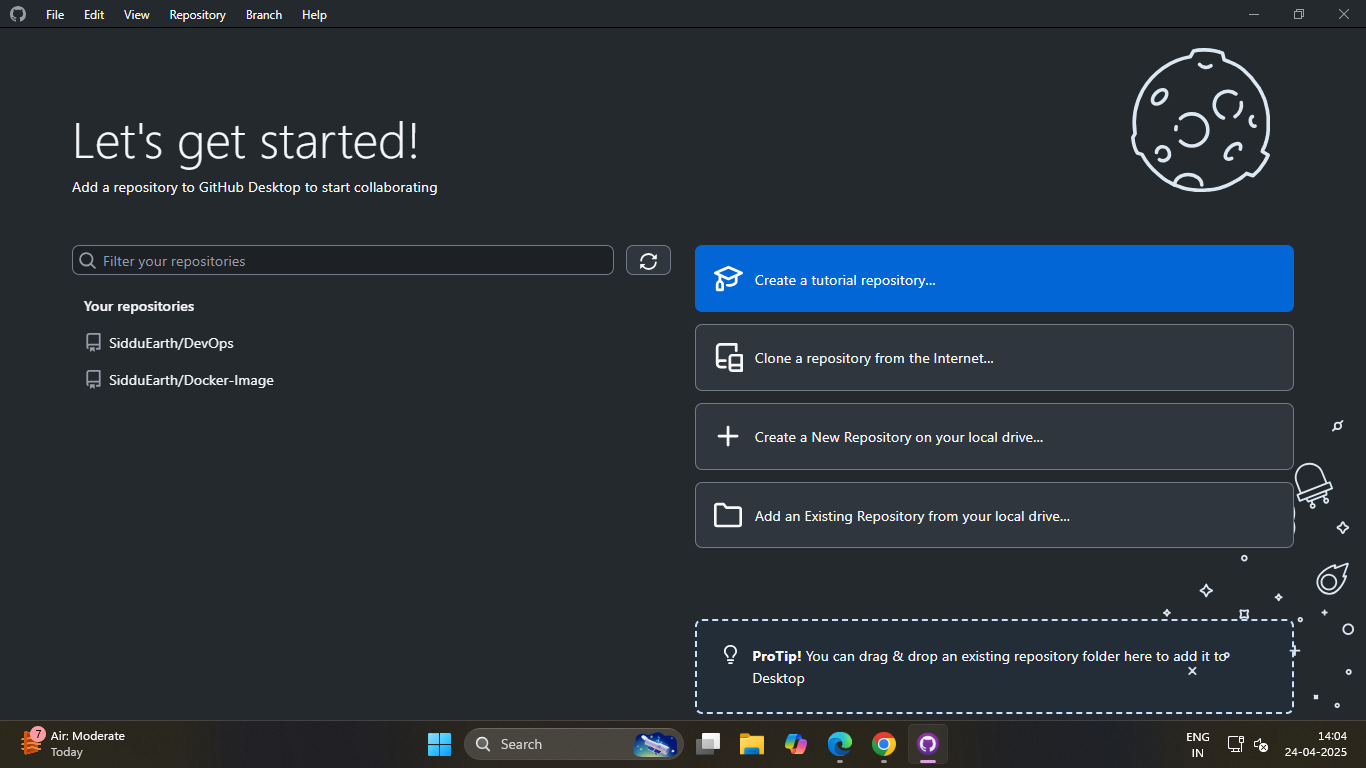 File Edit View Repository Branch Help
Let's get started!
Add a repository to GitHub Desktop to start collaborating
Filter your repositories
Your repositories
SidduEarth/DevOps
SidduEarth/Docker-Image
Create a tutorial repository...
Clone a repository from the Internet...
Create a New Repository on your local drive...
Add an Existing Repository from your local drive...
ProTip! You can drag & drop an existing repository folder here to add it to
Desktop
7
Air: Moderate
Today
Search
ENG
IN
14:04
24-04-2025